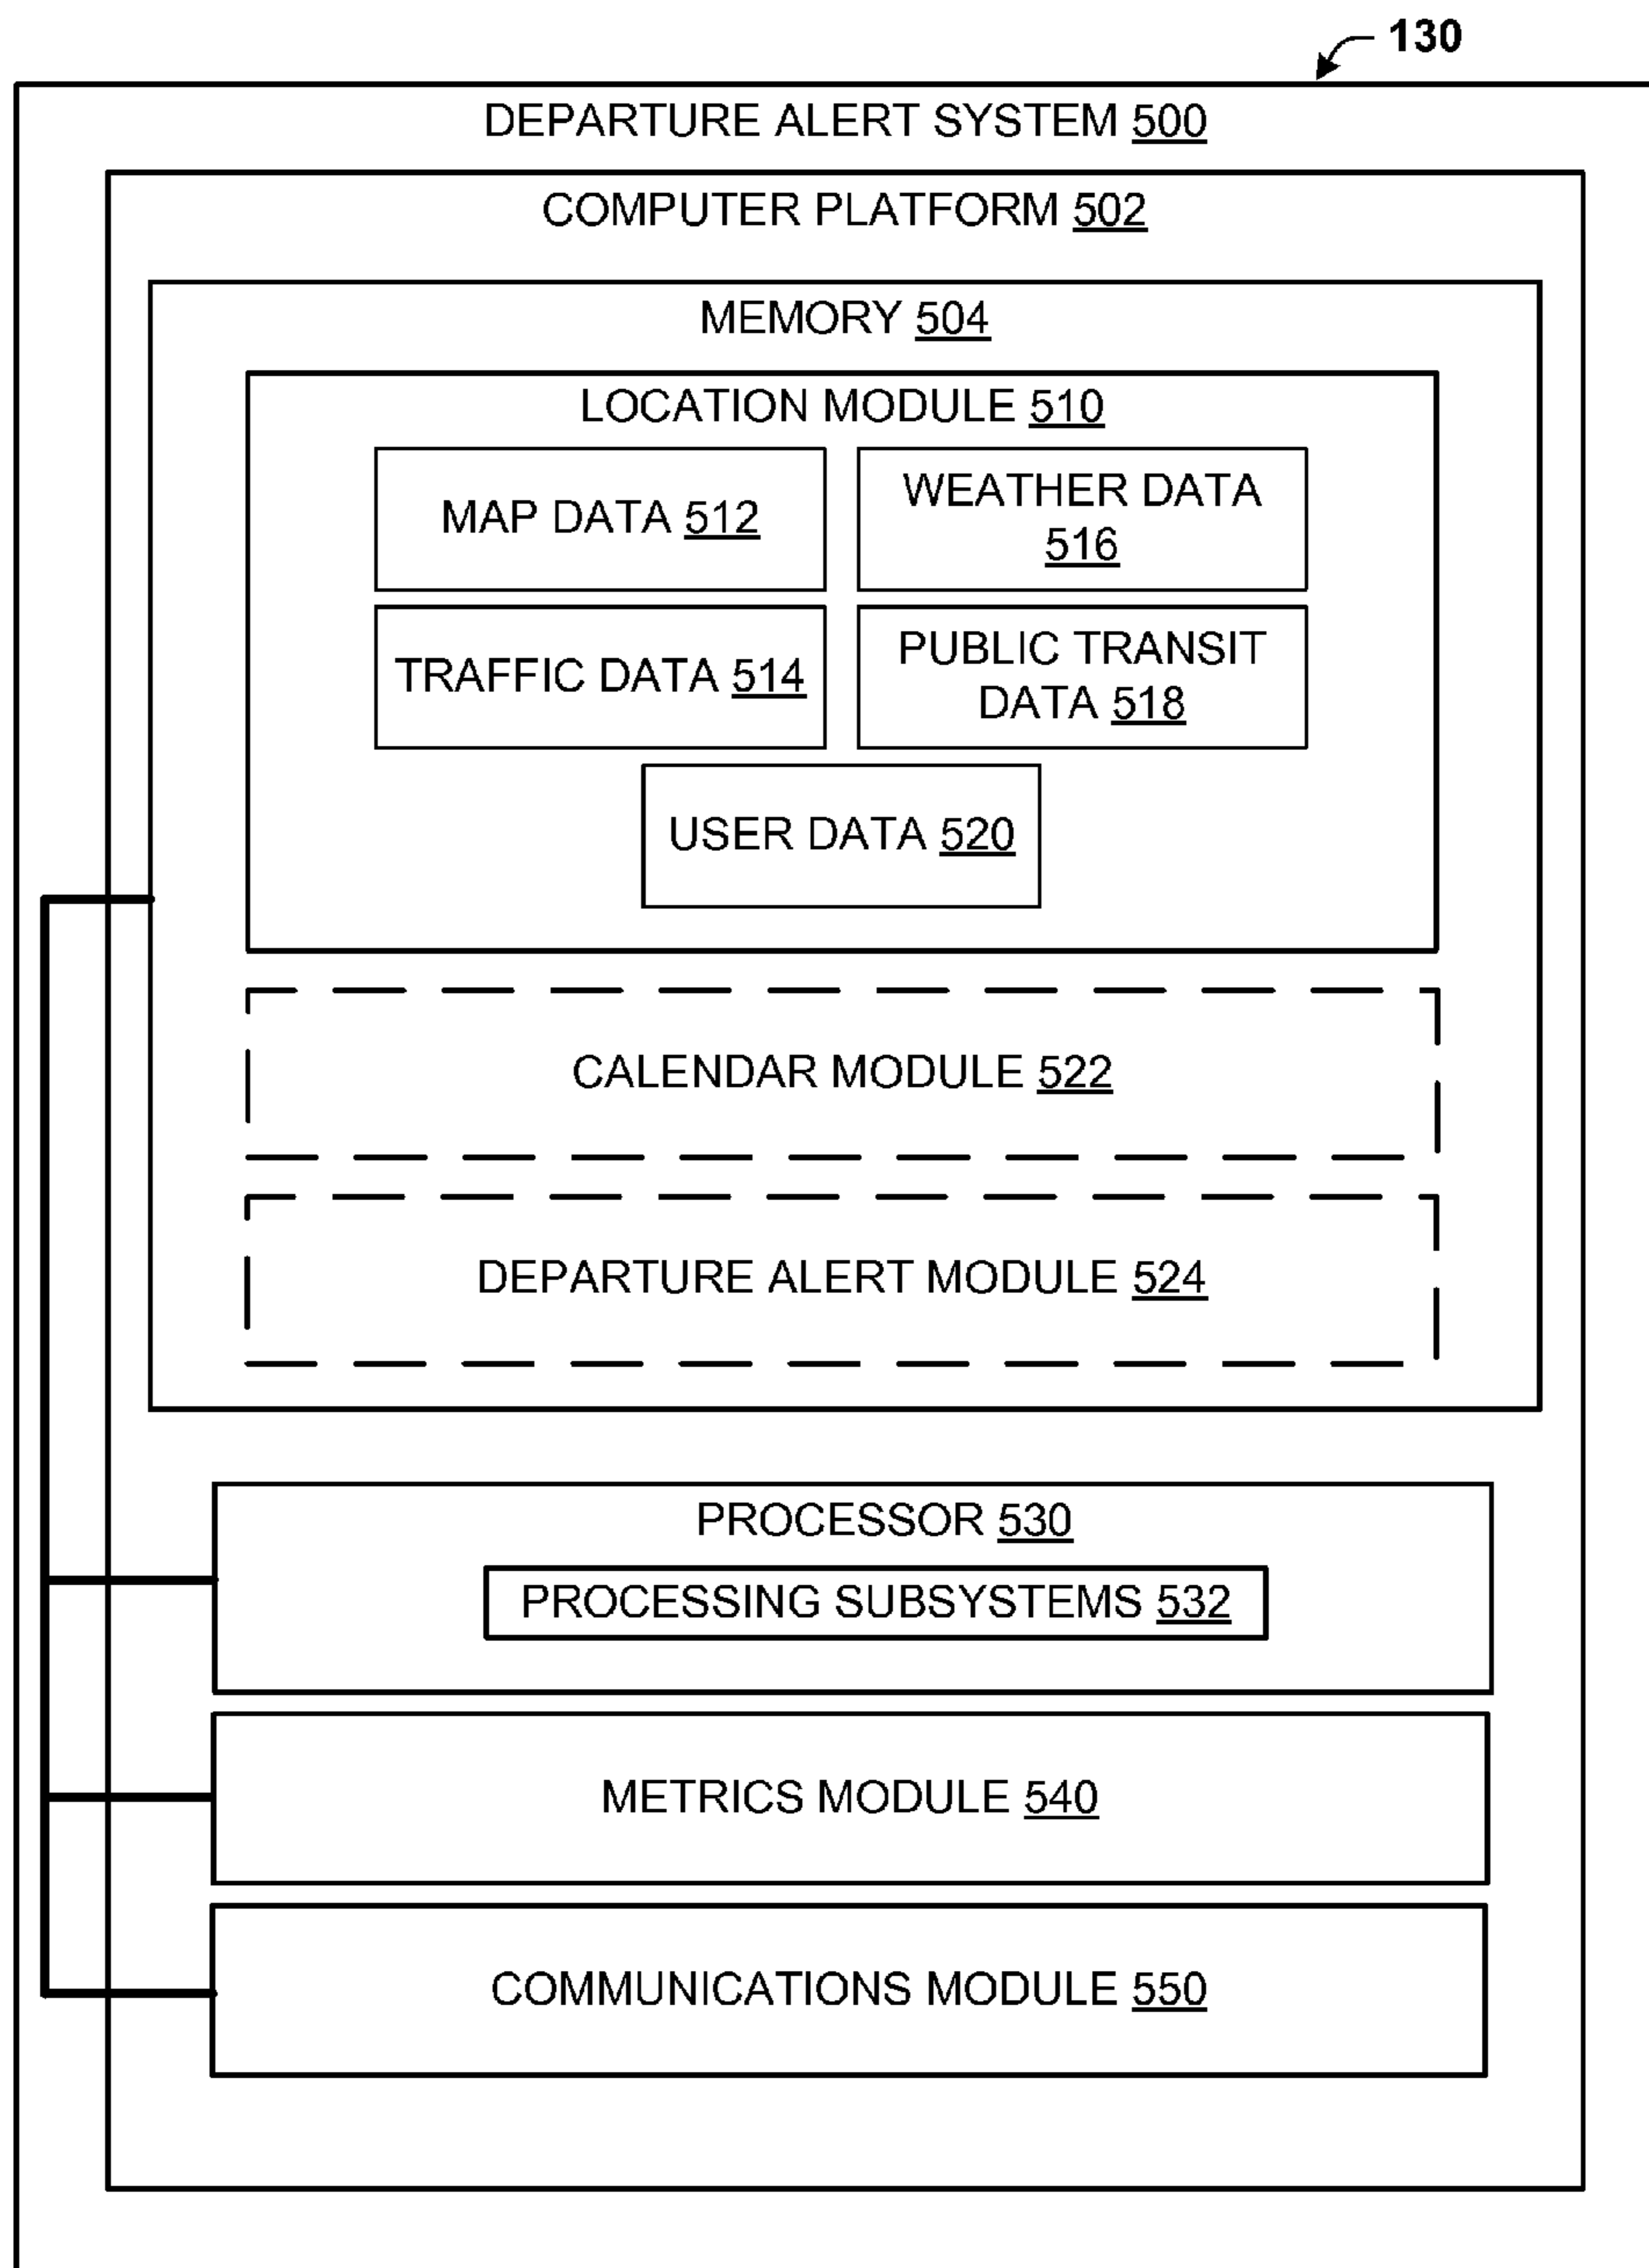 130
DEPARTURE ALERT SYSTEM 500
COMPUTER PLATFORM 502
MEMORY 504
LOCATION MODULE 510
MAP DATA 512
WEATHER DATA
516
TRAFFIC DATA 514
PUBLIC TRANSIT
DATA 518
USER DATA 520
CALENDAR MODULE 522
DEPARTURE ALERT MODULE 524
PROCESSOR 530
PROCESSING SUBSYSTEMS 532
METRICS MODULE 540
COMMUNICATIONS MODULE 550